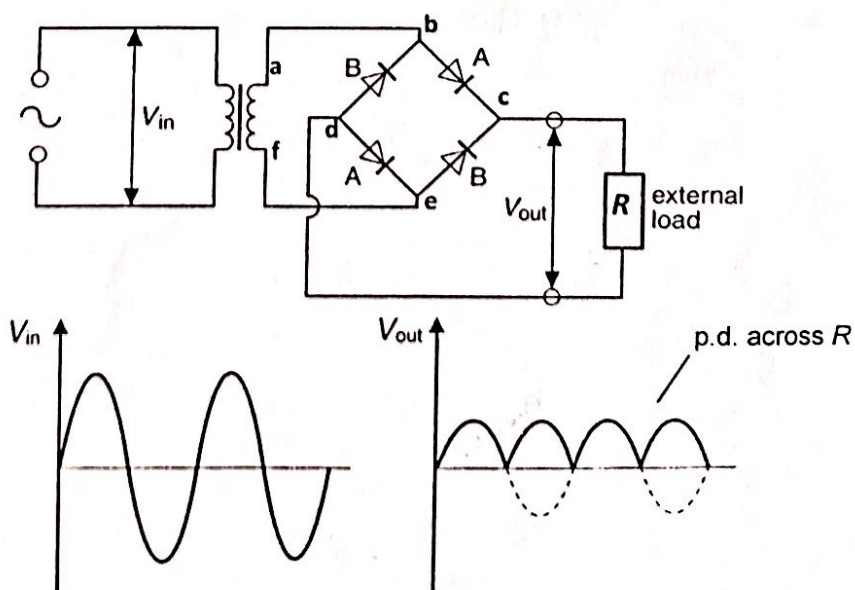 b
B
A
a
c
V_in
d
f
A
B
e
V_out
R
external
load
V_in
V_out
p.d. across R